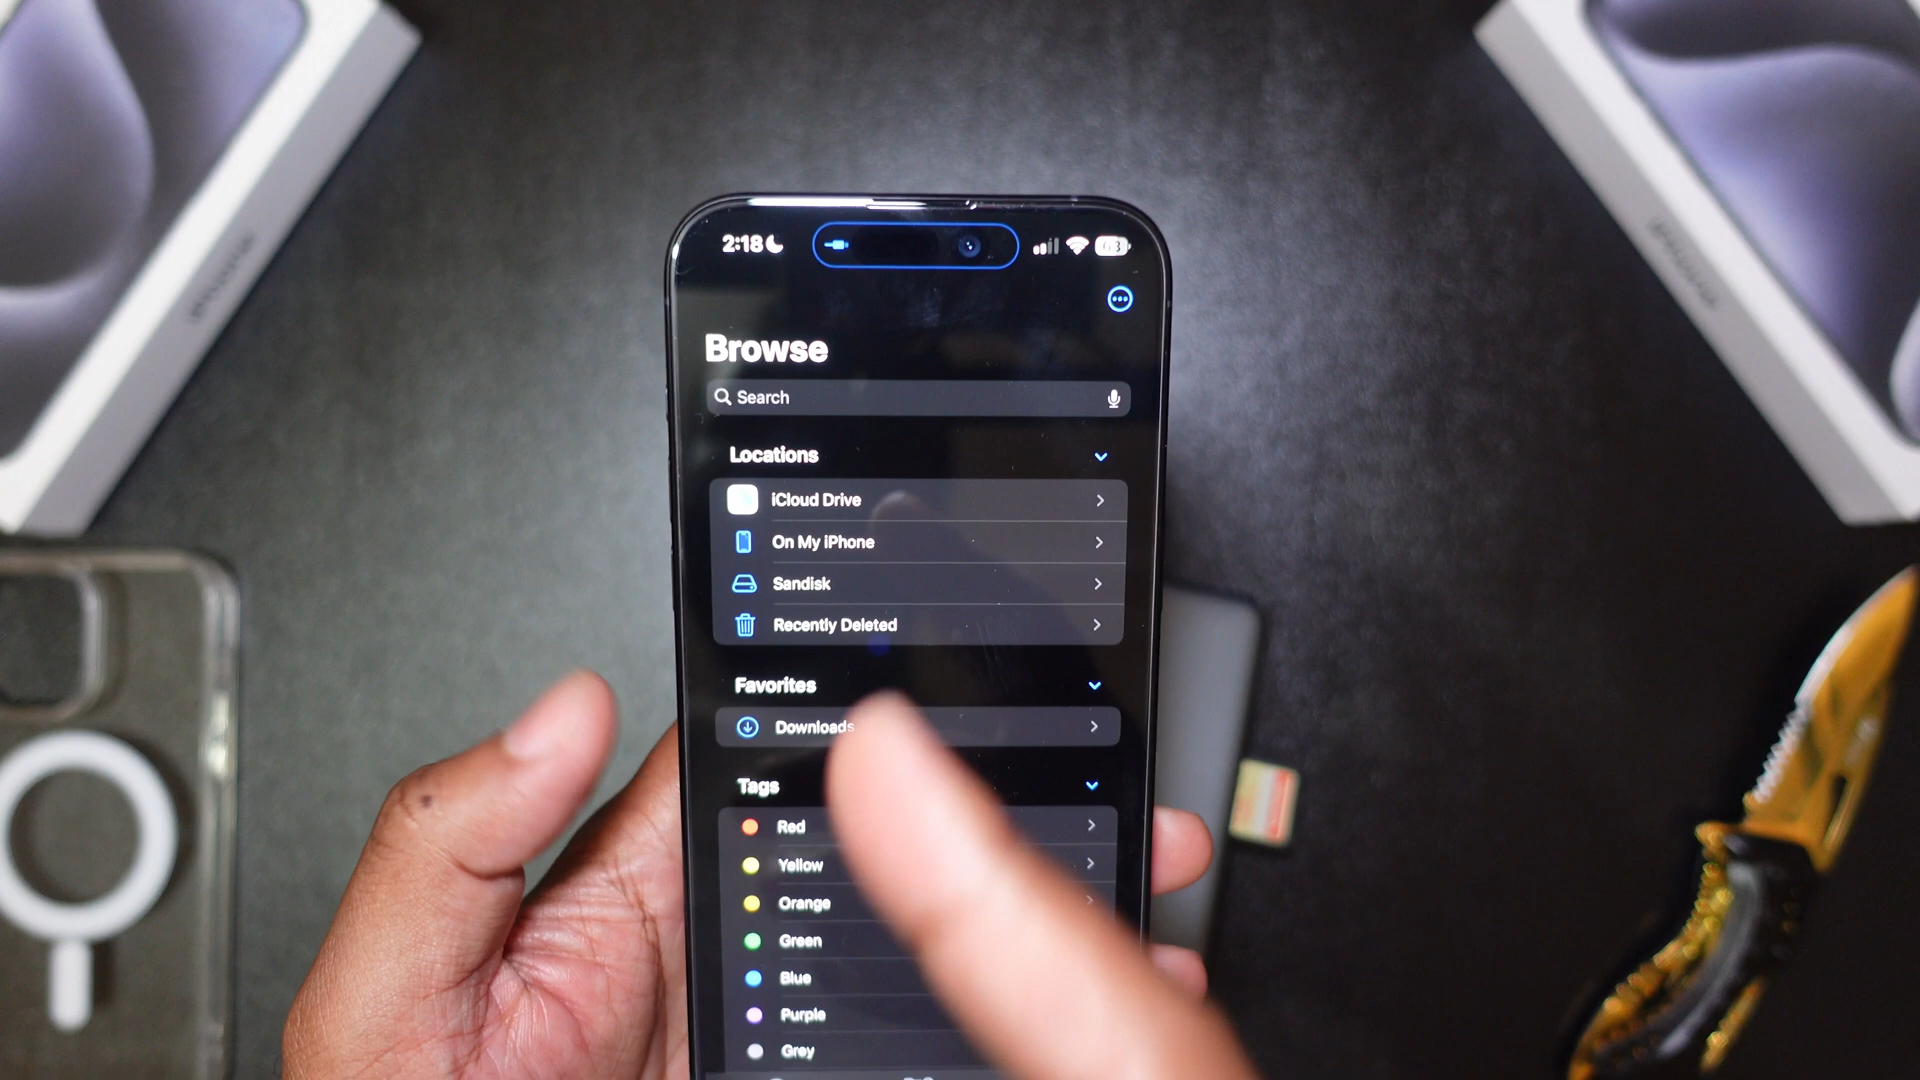 2:18 63
Browse
Search
Locations
iCloud Drive
On My iPhone
Sandisk
Recently Deleted
Favorites
Downloads
Tags
Red
Yellow
Orange
Green
Blue
Purple
Grey